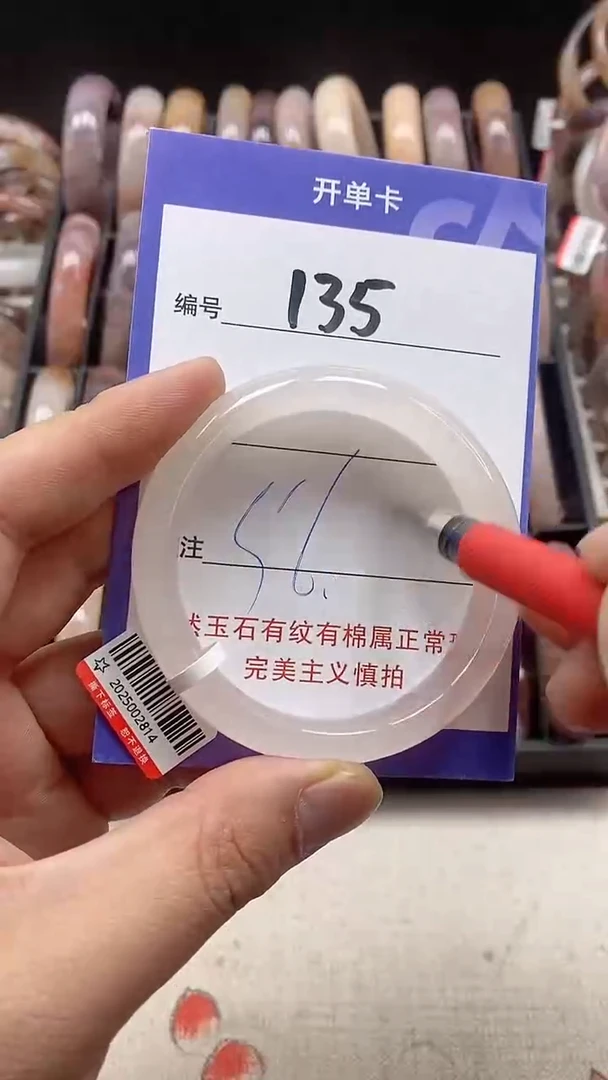 开单卡
编号 135
注 56.
玉石有纹有棉属正常
完美主义慎拍
2025002814